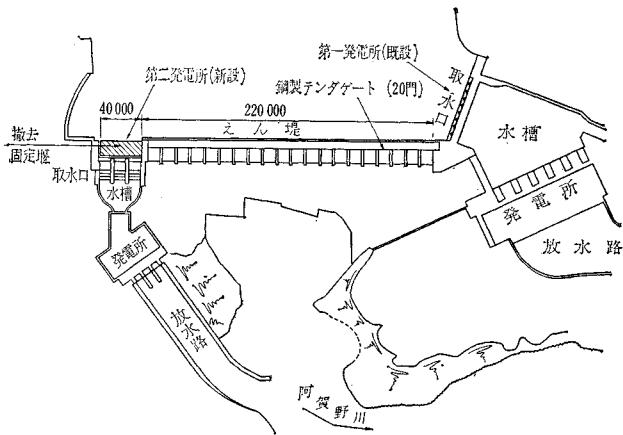 第一発電所(既設)
第二発電所(新設)
鋼製テンダゲート (20門)
40 000
220 000
えん堤
取水口
水槽
撤去
固定堰
取水口
水槽
発電所
発電所
放水路
放水路
阿賀野川